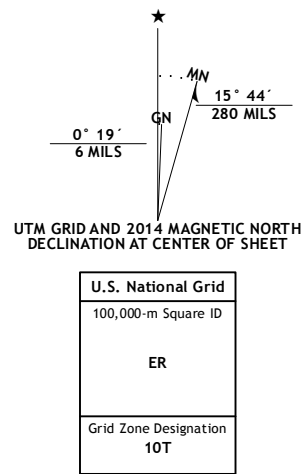 ★
MN
GN
15° 44´
280 MILS
0° 19´
6 MILS
UTM GRID AND 2014 MAGNETIC NORTH
DECLINATION AT CENTER OF SHEET
U.S. National Grid
100,000-m Square ID
ER
Grid Zone Designation
10T